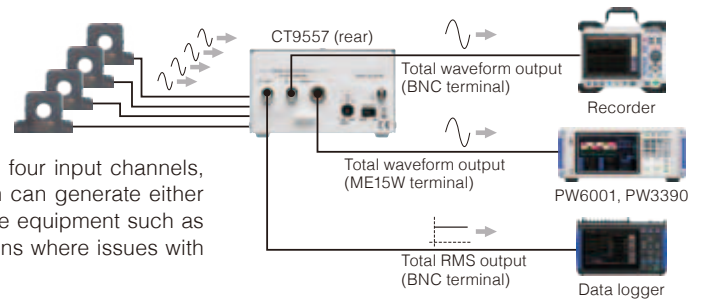 CT9557 (rear)
Total waveform output
(BNC terminal)
Recorder
Total waveform output
(ME15W terminal)
PW6001, PW3390
Total RMS output
(BNC terminal)
Data logger
four input channels,
can generate either
e equipment such as
ns where issues with